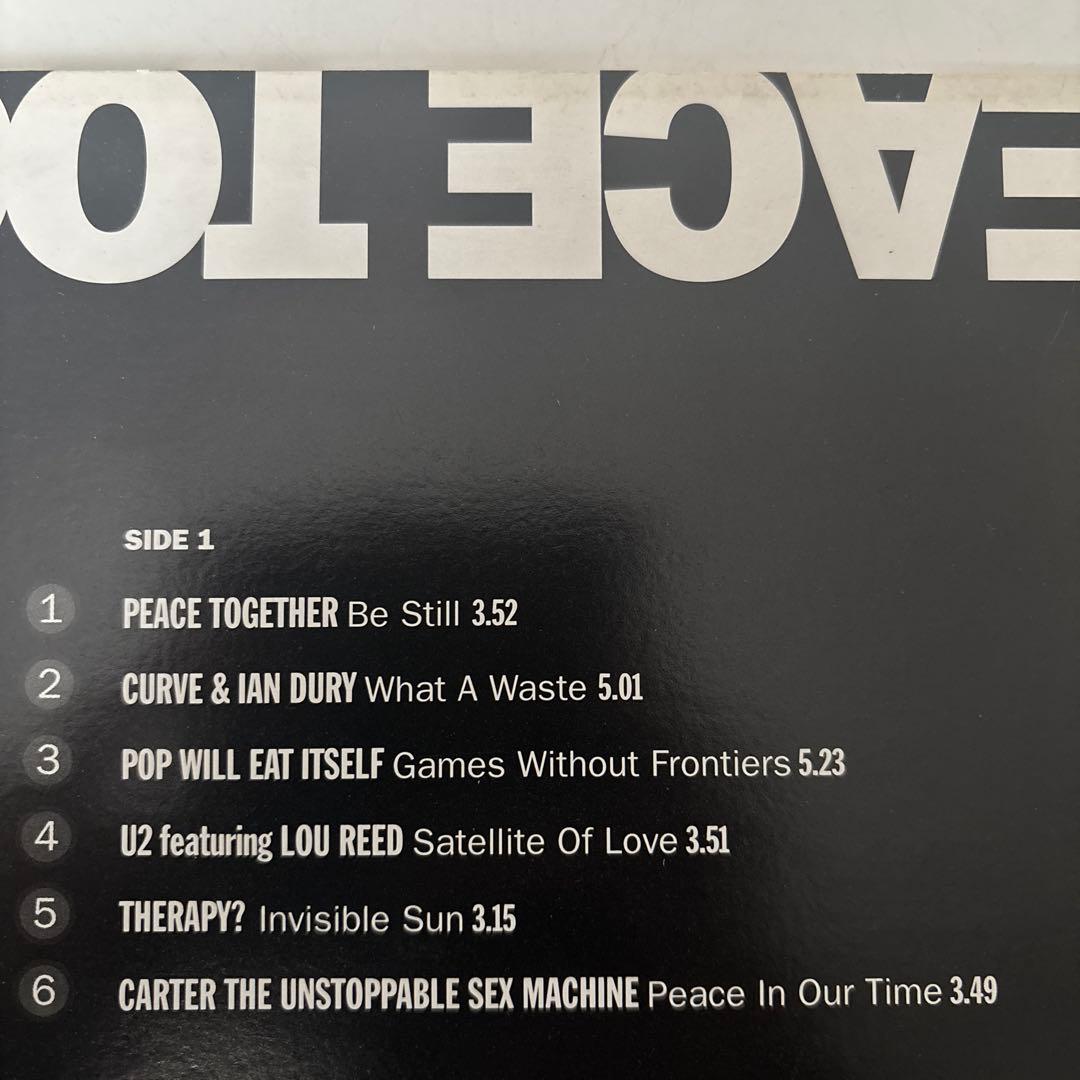 EACE TO
SIDE 1
1 PEACE TOGETHER Be Still 3.52
2 CURVE & IAN DURY What A Waste 5.01
3 POP WILL EAT ITSELF Games Without Frontiers 5.23
4 U2 featuring LOU REED Satellite Of Love 3.51
5 THERAPY? Invisible Sun 3.15
6 CARTER THE UNSTOPPABLE SEX MACHINE Peace In Our Time 3.49